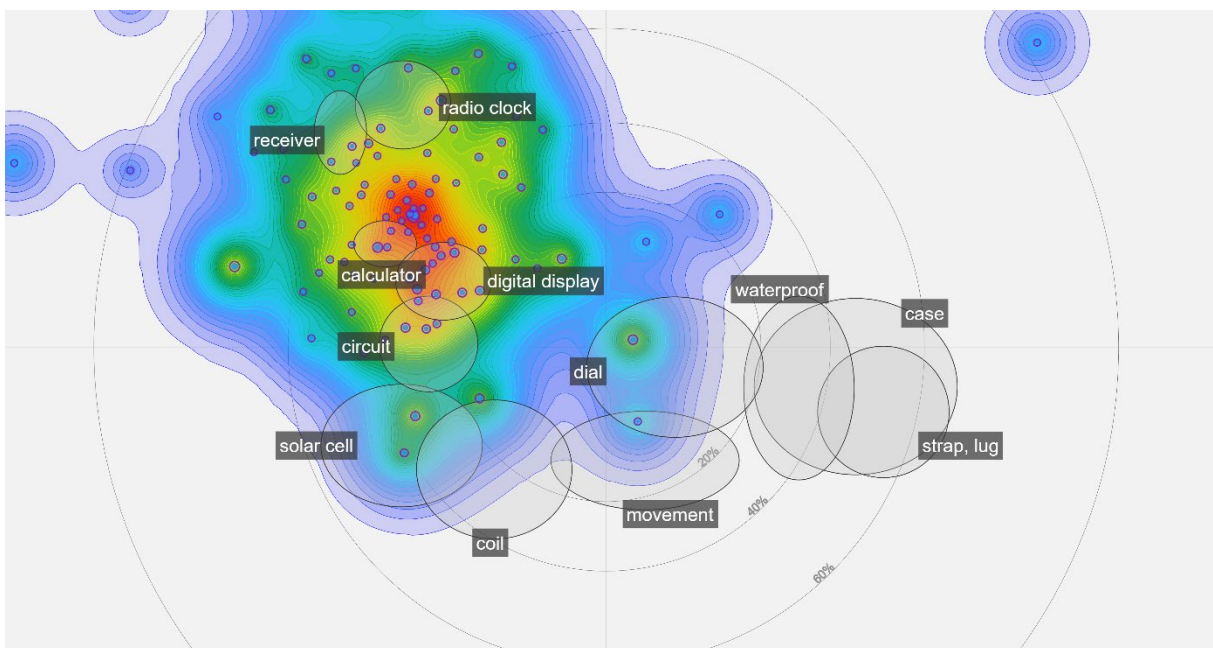 radio clock
receiver
calculator
digital display
waterproof
case
circuit
dial
solar cell
strap, lug
20%
movement
40%
coil
60%